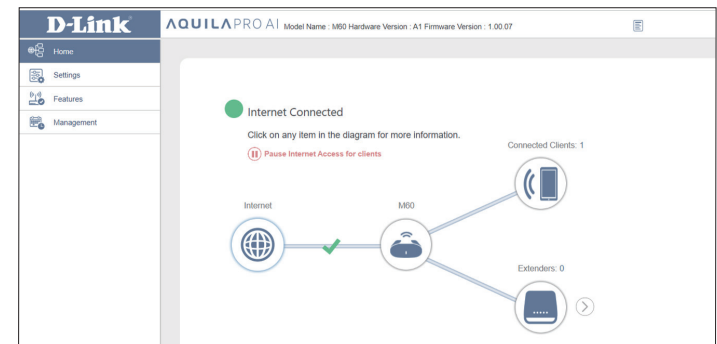 D-Link
AQUILA PRO AI Model Name : M60 Hardware Version : A1 Firmware Version : 1.00.07
Home
Settings
Features
Management
Internet Connected
Click on any item in the diagram for more information.
Pause Internet Access for clients
Connected Clients: 1
Internet
M60
Extenders: 0